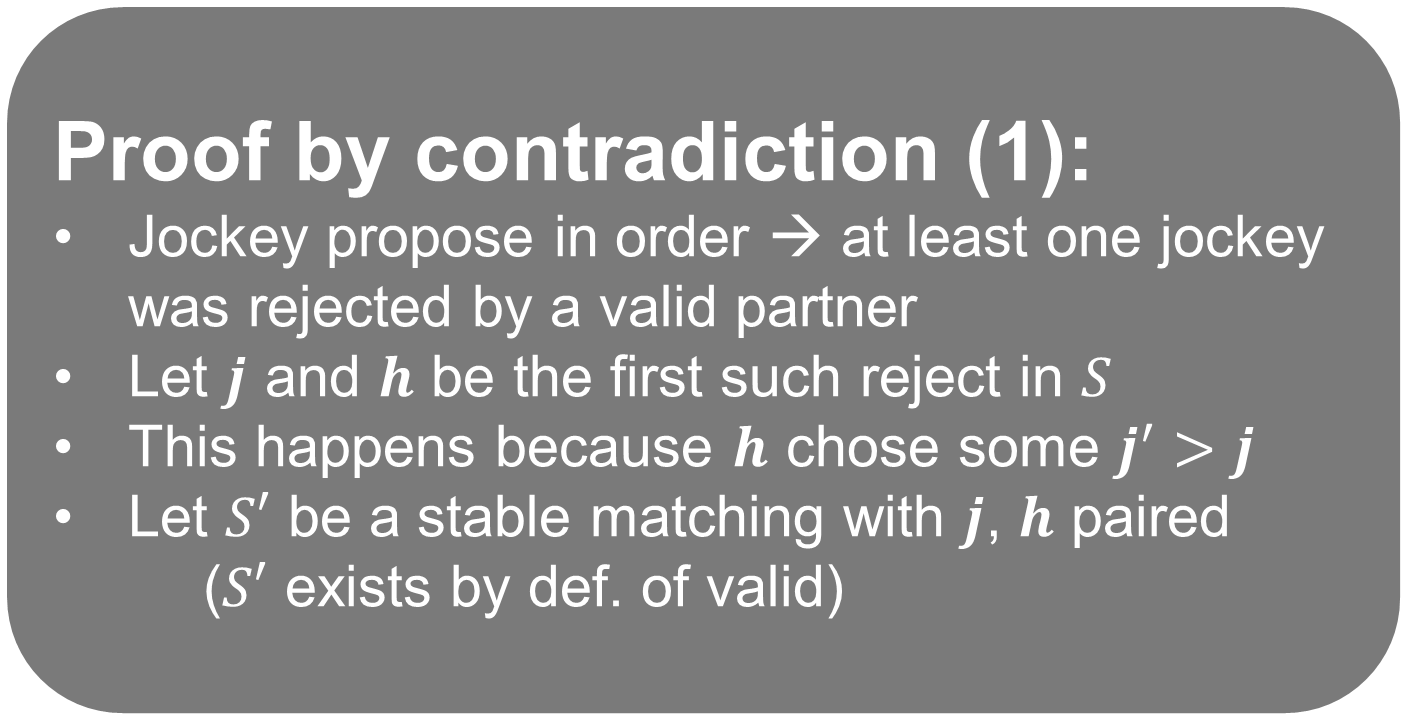 Proof by contradiction (1):
• Jockey propose in order → at least one jockey
was rejected by a valid partner
• Let j and h be the first such reject in S
• This happens because h chose some j′ > j
• Let S′ be a stable matching with j, h paired
(S′ exists by def. of valid)